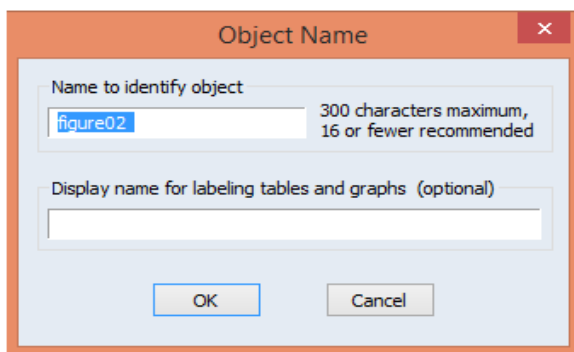 Object Name
Name to identify object
figure02
300 characters maximum,
16 or fewer recommended
Display name for labeling tables and graphs (optional)
OK
Cancel